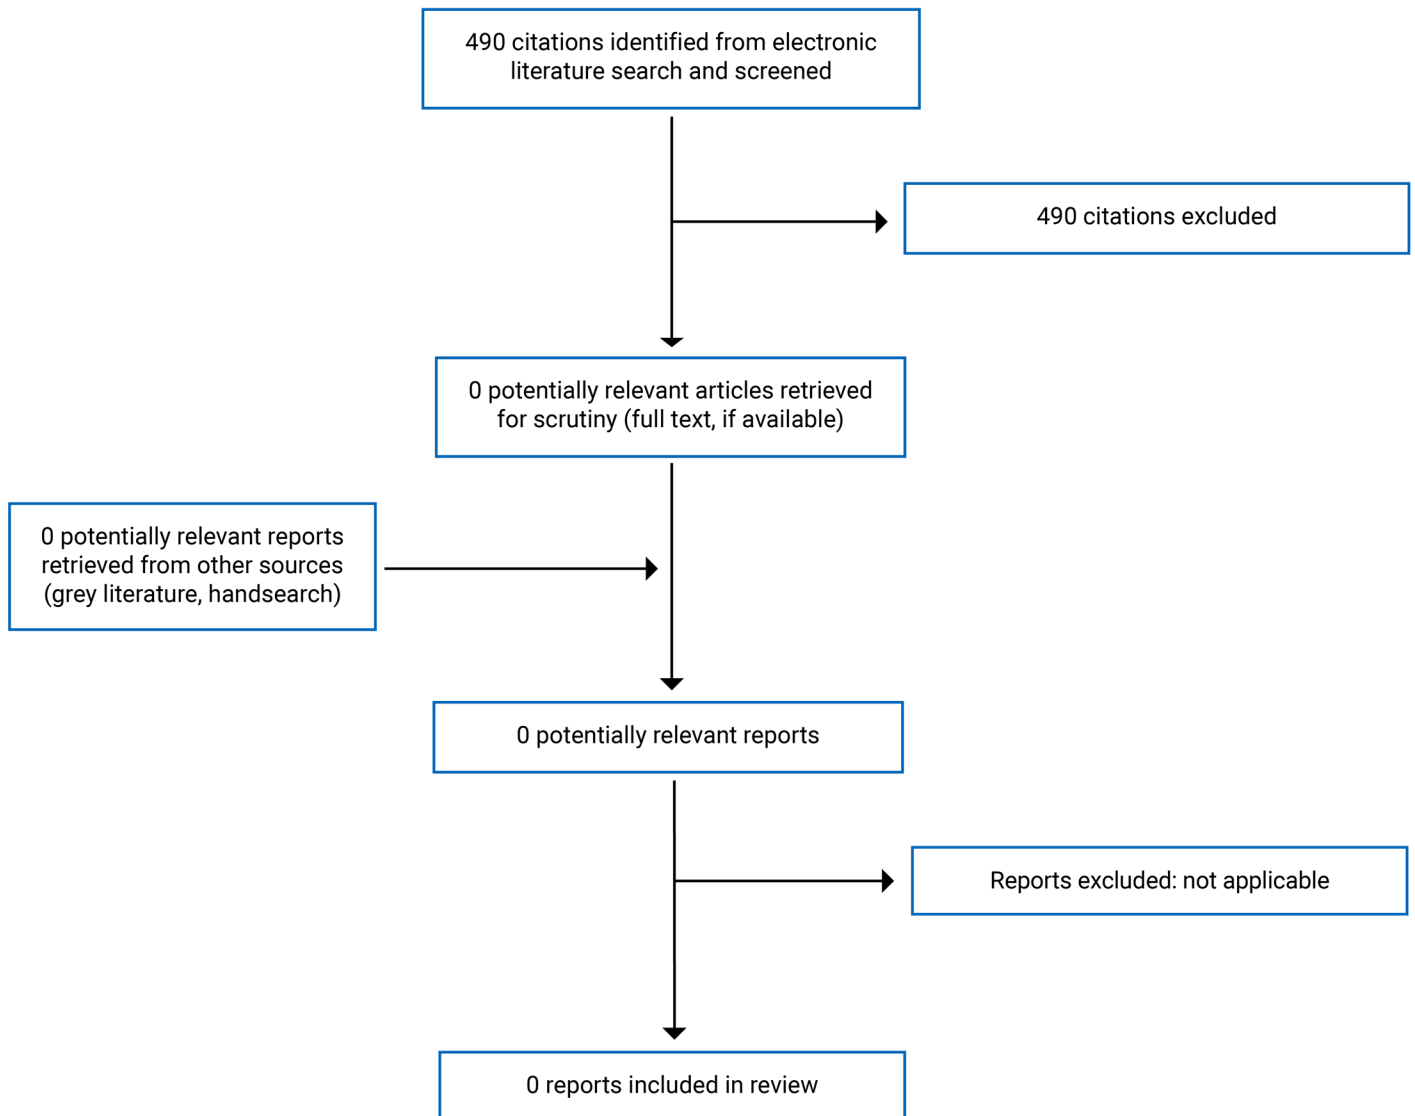 490 citations identified from electronic
literature search and screened
490 citations excluded
0 potentially relevant articles retrieved
for scrutiny (full text, if available)
0 potentially relevant reports
retrieved from other sources
(grey literature, handsearch)
0 potentially relevant reports
Reports excluded: not applicable
0 reports included in review